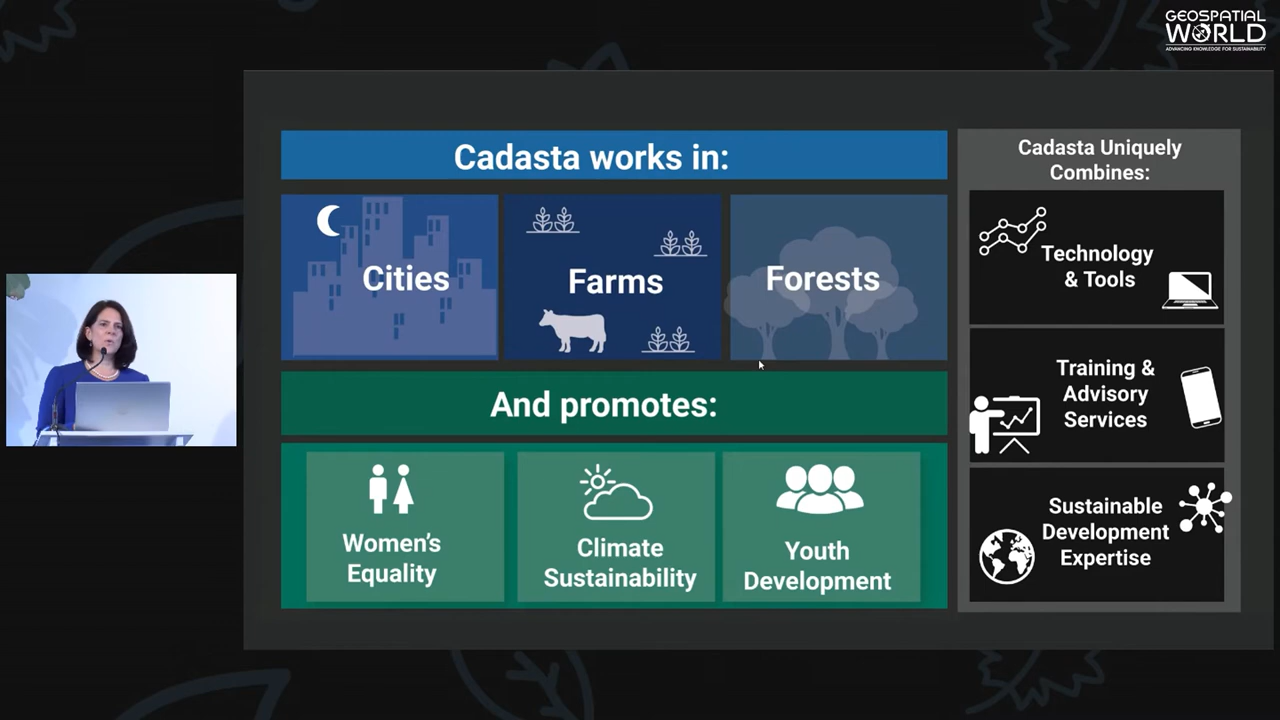 GEOSPATIAL
WORLD
ADVANCING KNOWLEDGE FOR SUSTAINABILITY
Cadasta works in:
Cities
Farms
Forests
And promotes:
Women's
Equality
Climate
Sustainability
Youth
Development
Cadasta Uniquely
Combines:
Technology
& Tools
Training &
Advisory
Services
Sustainable
Development
Expertise